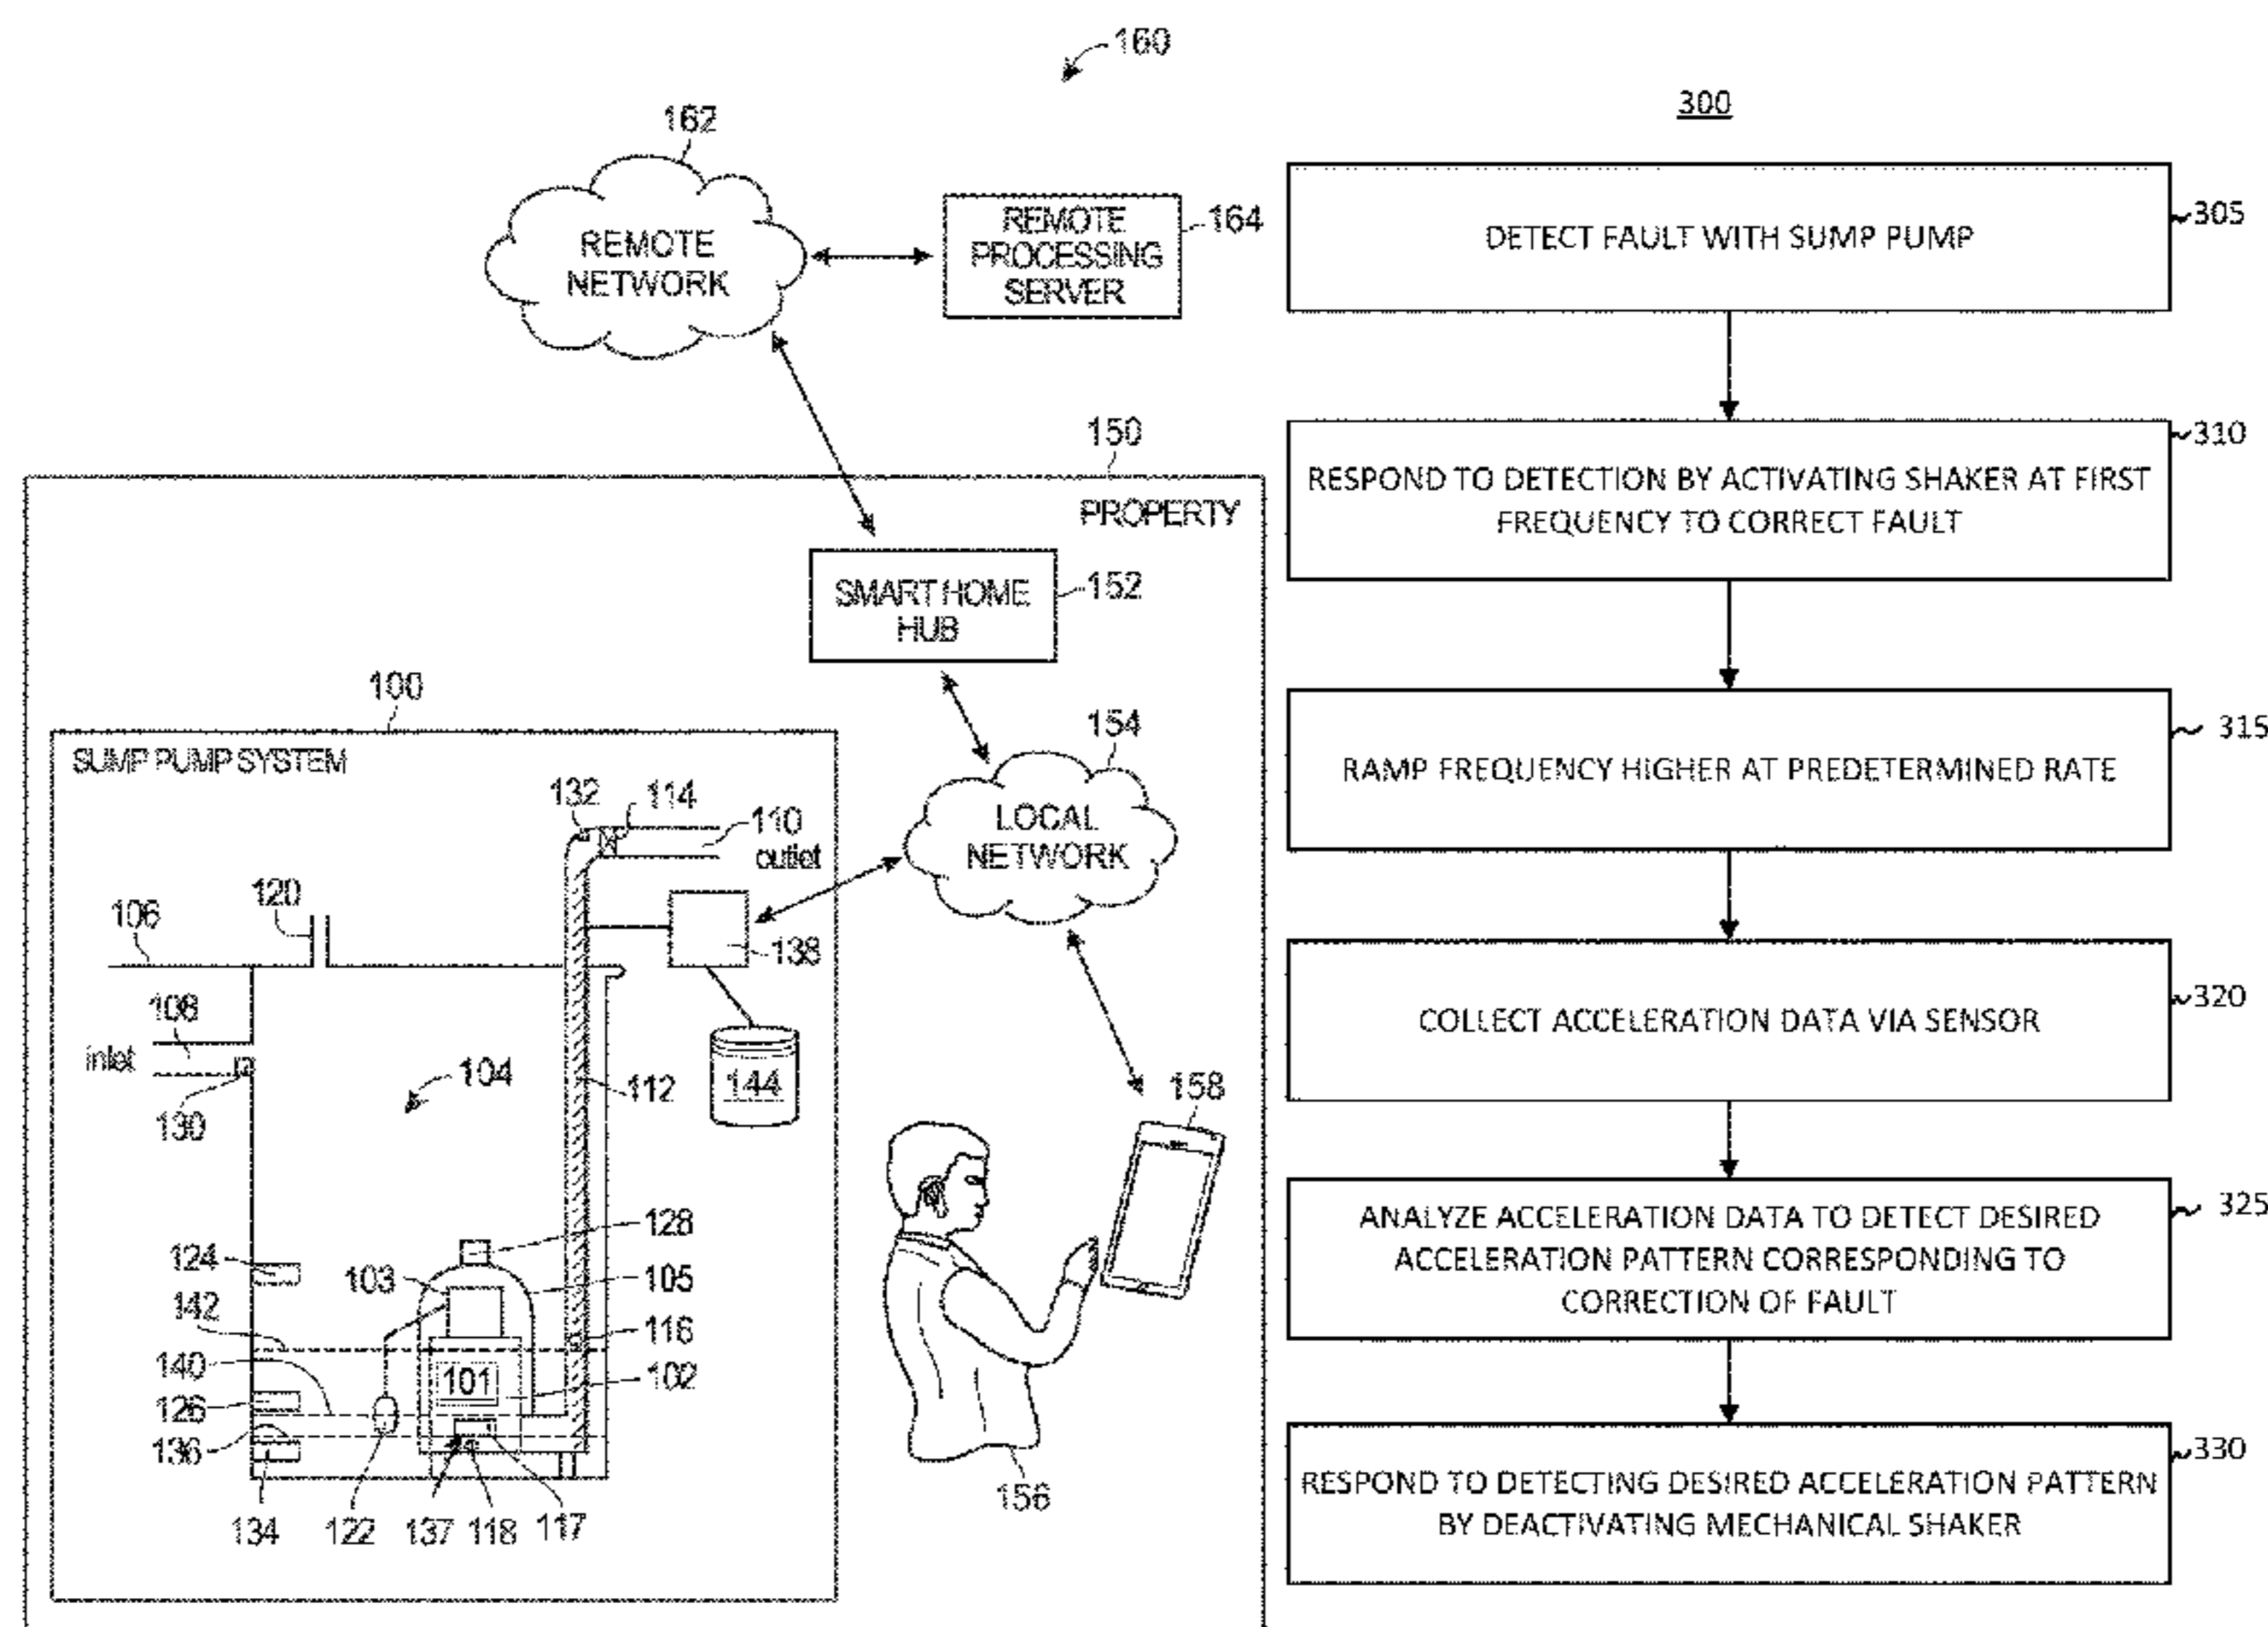 160
162
REMOTE
NETWORK
REMOTE
PROCESSING
SERVER
164
150
PROPERTY
SMART HOME
HUB
152
100
SUMP PUMP SYSTEM
154
LOCAL
NETWORK
132
114
110
outlet
120
106
138
108
inlet
104
112
144
130
158
128
124
103
105
142
116
140
101
102
126
136
134
122
137
118
117
156
300
DETECT FAULT WITH SUMP PUMP
305
RESPOND TO DETECTION BY ACTIVATING SHAKER AT FIRST
FREQUENCY TO CORRECT FAULT
310
RAMP FREQUENCY HIGHER AT PREDETERMINED RATE
315
COLLECT ACCELERATION DATA VIA SENSOR
320
ANALYZE ACCELERATION DATA TO DETECT DESIRED
ACCELERATION PATTERN CORRESPONDING TO
CORRECTION OF FAULT
325
RESPOND TO DETECTING DESIRED ACCELERATION PATTERN
BY DEACTIVATING MECHANICAL SHAKER
330